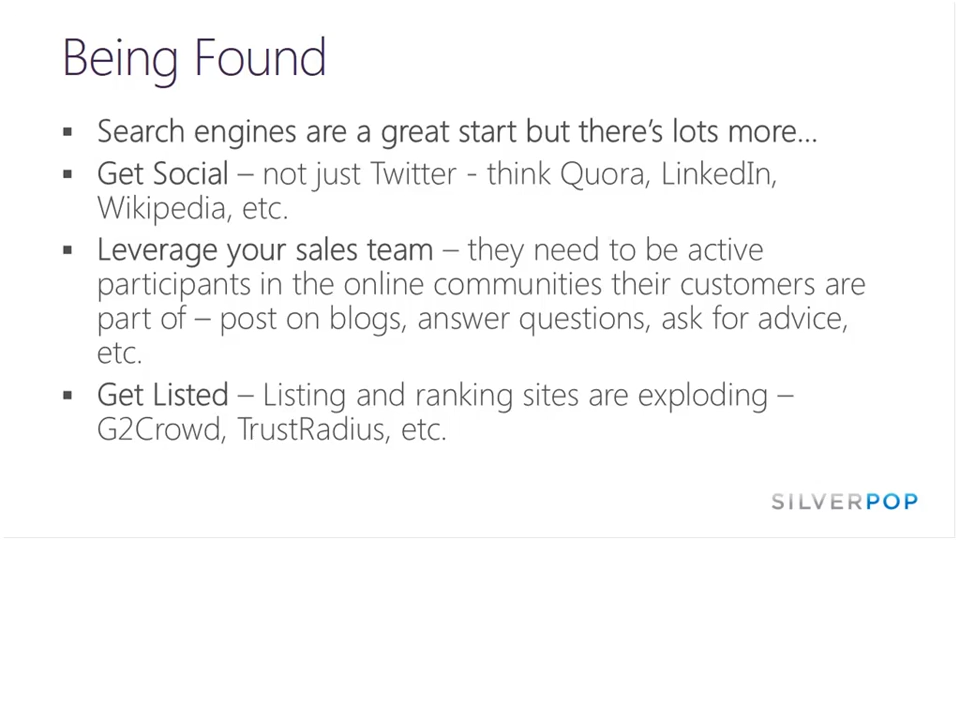 Being Found
▪ Search engines are a great start but there’s lots more...
▪ Get Social – not just Twitter - think Quora, LinkedIn,
Wikipedia, etc.
▪ Leverage your sales team – they need to be active
participants in the online communities their customers are
part of – post on blogs, answer questions, ask for advice,
etc.
▪ Get Listed – Listing and ranking sites are exploding –
G2Crowd, TrustRadius, etc.
SILVERPOP